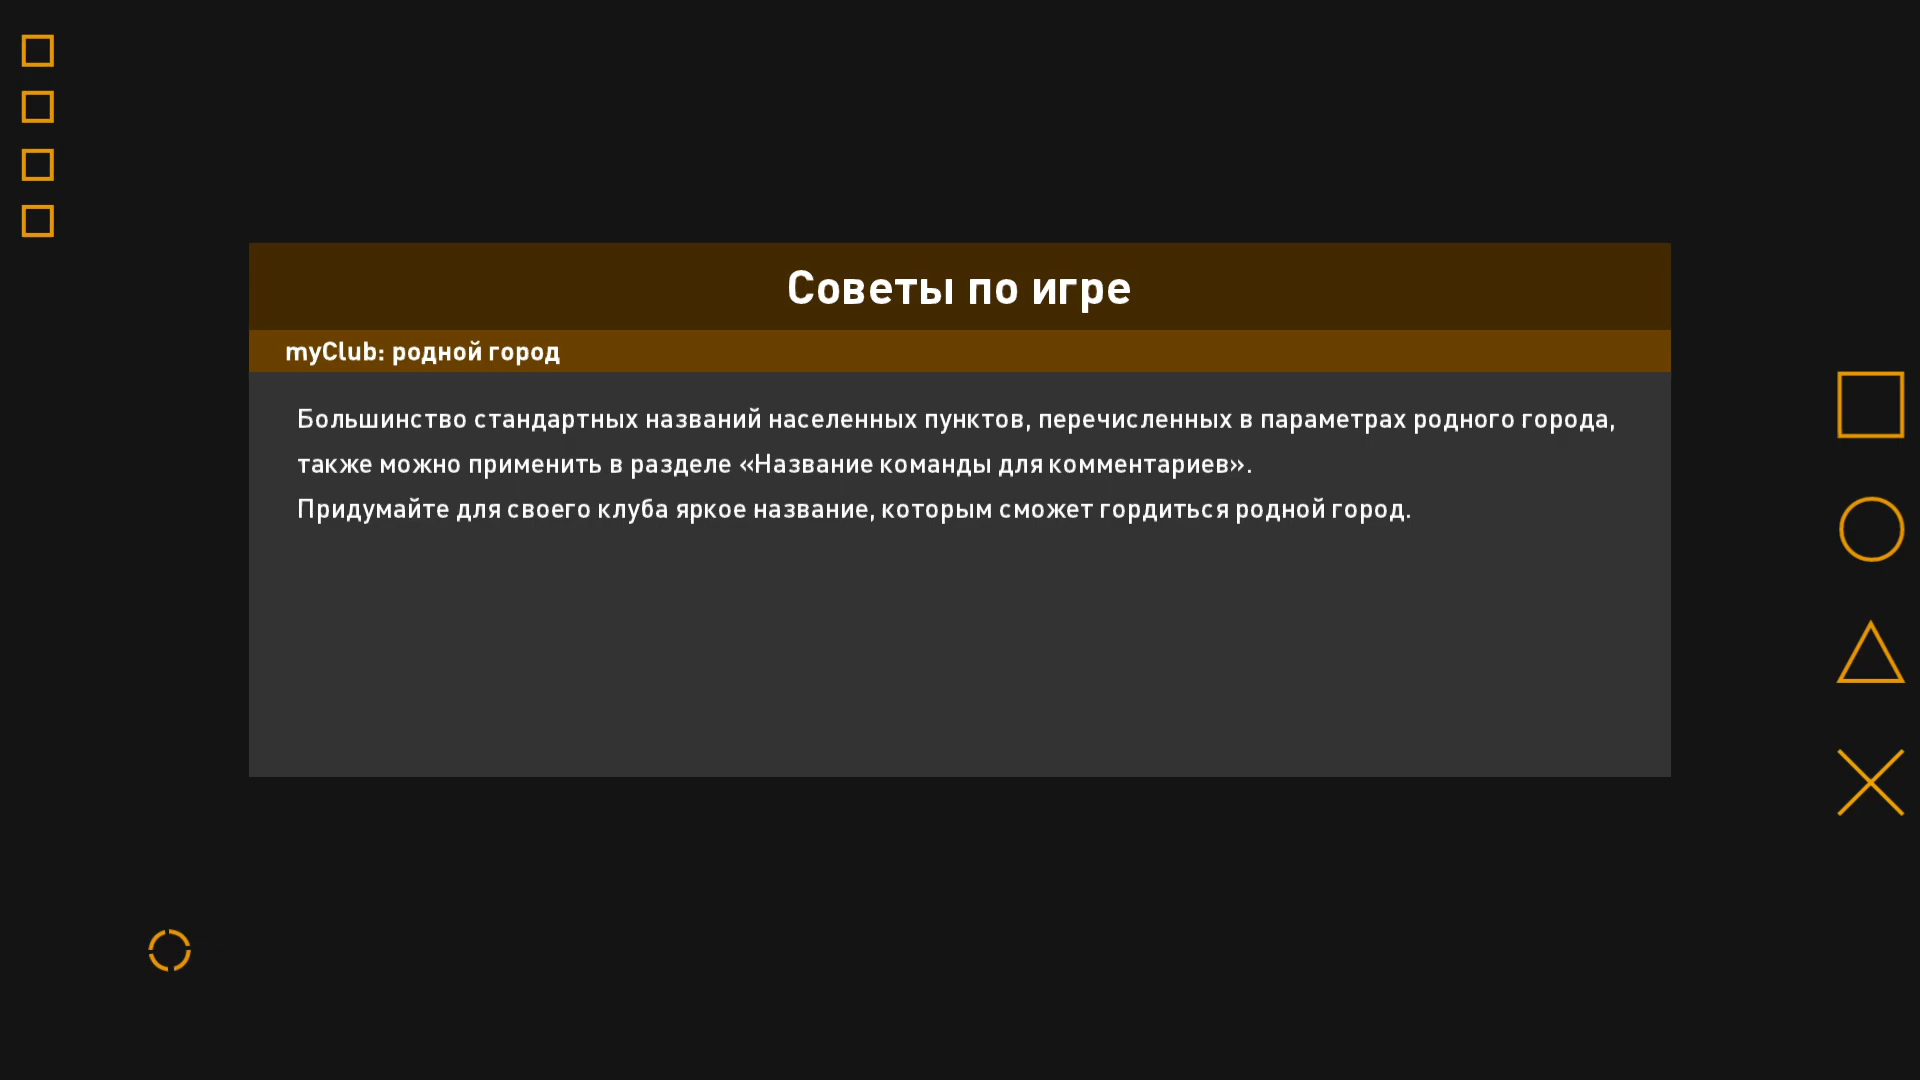 Советы по игре
myClub: родной город
Большинство стандартных названий населенных пунктов, перечисленных в параметрах родного города,
также можно применить в разделе «Название команды для комментариев».
Придумайте для своего клуба яркое название, которым сможет гордиться родной город.